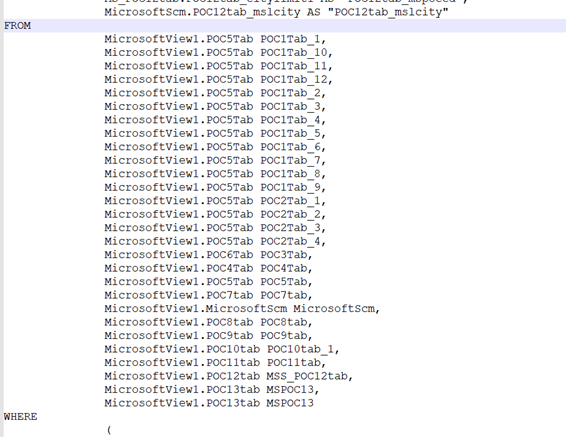 MicrosoftScm.POC12tab_mslcity AS "POC12tab_mslcity"
FROM
MicrosoftView1.POC5Tab POC1Tab_1,
MicrosoftView1.POC5Tab POC1Tab_10,
MicrosoftView1.POC5Tab POC1Tab_11,
MicrosoftView1.POC5Tab POC1Tab_12,
MicrosoftView1.POC5Tab POC1Tab_2,
MicrosoftView1.POC5Tab POC1Tab_3,
MicrosoftView1.POC5Tab POC1Tab_4,
MicrosoftView1.POC5Tab POC1Tab_5,
MicrosoftView1.POC5Tab POC1Tab_6,
MicrosoftView1.POC5Tab POC1Tab_7,
MicrosoftView1.POC5Tab POC1Tab_8,
MicrosoftView1.POC5Tab POC1Tab_9,
MicrosoftView1.POC5Tab POC2Tab_1,
MicrosoftView1.POC5Tab POC2Tab_2,
MicrosoftView1.POC5Tab POC2Tab_3,
MicrosoftView1.POC5Tab POC2Tab_4,
MicrosoftView1.POC6Tab POC3Tab,
MicrosoftView1.POC4Tab POC4Tab,
MicrosoftView1.POC5Tab POC5Tab,
MicrosoftView1.POC7tab POC7tab,
MicrosoftView1.MicrosoftScm MicrosoftScm,
MicrosoftView1.POC8tab POC8tab,
MicrosoftView1.POC9tab POC9tab,
MicrosoftView1.POC10tab POC10tab_1,
MicrosoftView1.POC11tab POC11tab,
MicrosoftView1.POC12tab MSS_POC12tab,
MicrosoftView1.POC13tab MSPOC13,
MicrosoftView1.POC13tab MSPOC13
WHERE
(